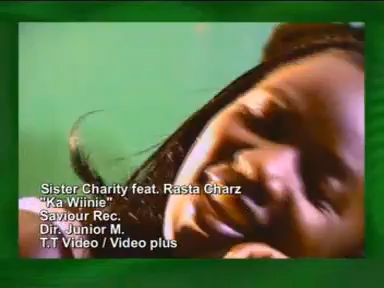 Sister Charity feat. Rasta Charz
"Ka Wiinie"
Saviour Rec.
Dir. Junior M.
T.T Video / Video plus